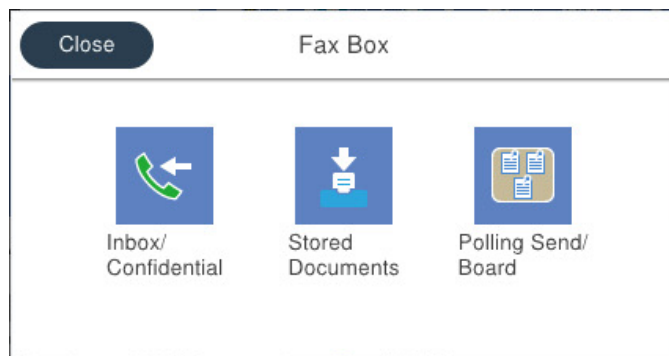 Close
Fax Box
Inbox/
Confidential
Stored
Documents
Polling Send/
Board